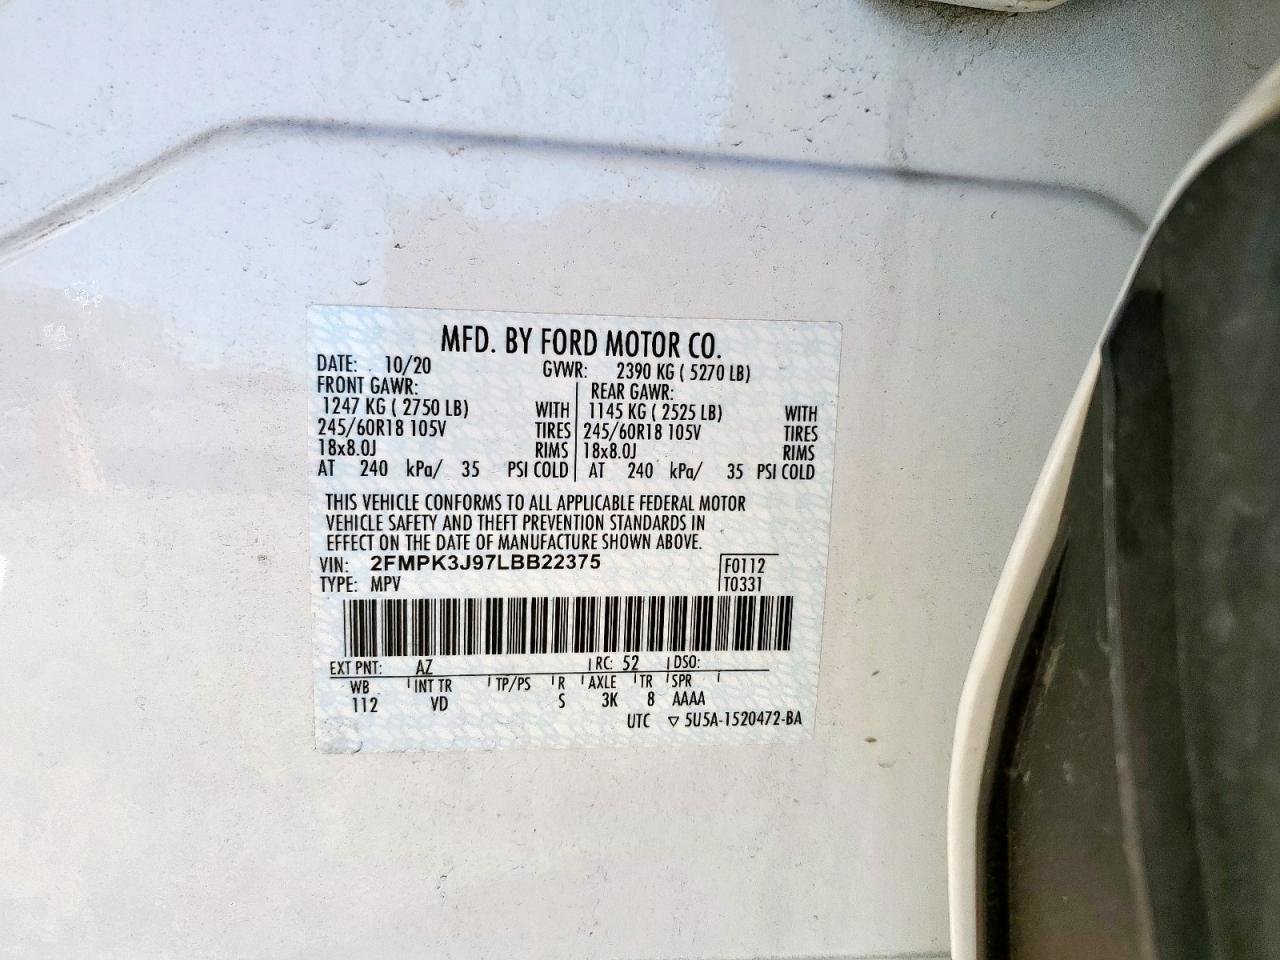 MFD. BY FORD MOTOR CO.
DATE: 10/20 GVWR: 2390 KG ( 5270 LB)
FRONT GAWR: REAR GAWR:
1247 KG ( 2750 LB) WITH 1145 KG ( 2525 LB) WITH
245/60R18 105V TIRES 245/60R18 105V TIRES
18x8.0J RIMS 18x8.0J RIMS
AT 240 kPa/ 35 PSI COLD AT 240 kPa/ 35 PSI COLD
THIS VEHICLE CONFORMS TO ALL APPLICABLE FEDERAL MOTOR
VEHICLE SAFETY AND THEFT PREVENTION STANDARDS IN
EFFECT ON THE DATE OF MANUFACTURE SHOWN ABOVE.
VIN: 2FMPK3J97LBB22375 F0112
TYPE: MPV T0331
EXT PNT: AZ RC: 52 DSO:
WB INT TR TP/PS R AXLE TR SPR
112 VD S 3K 8 AAAA
UTC ▽ 5U5A-1520472-BA